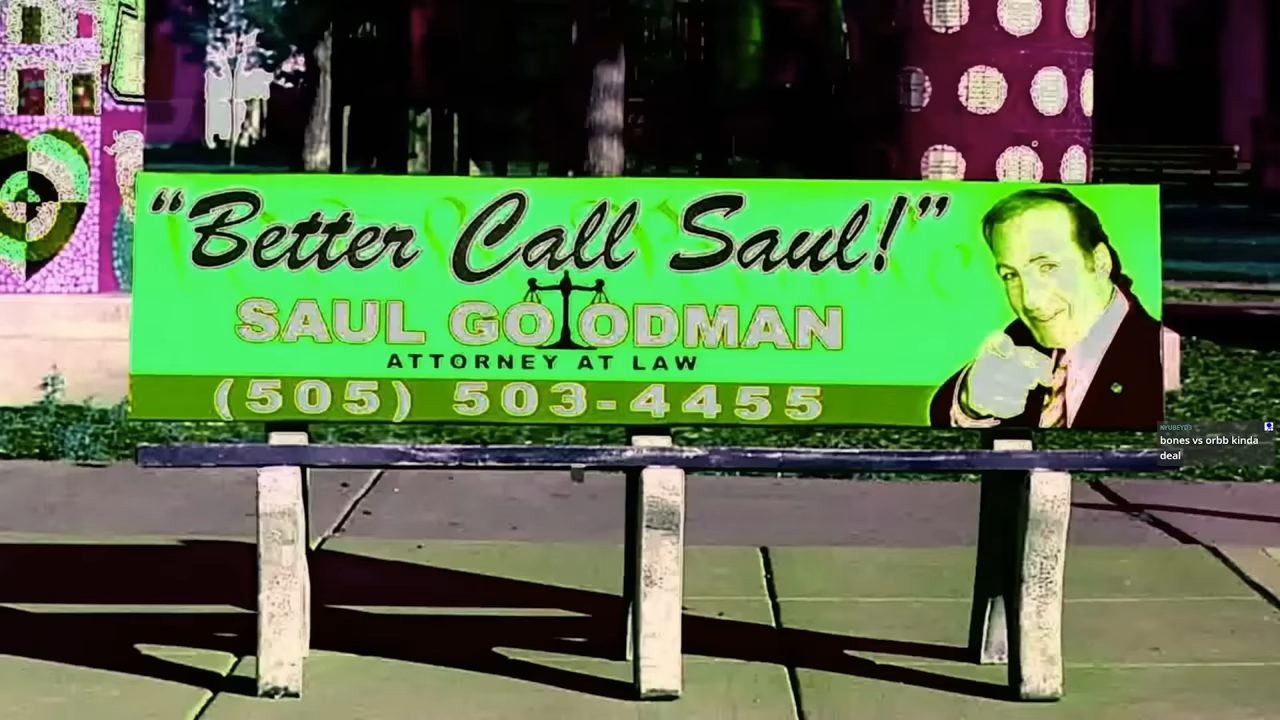 “Better Call Saul!”
SAUL GOODMAN
ATTORNEY AT LAW
(505) 503-4455
bones vs orbb kinda
deal